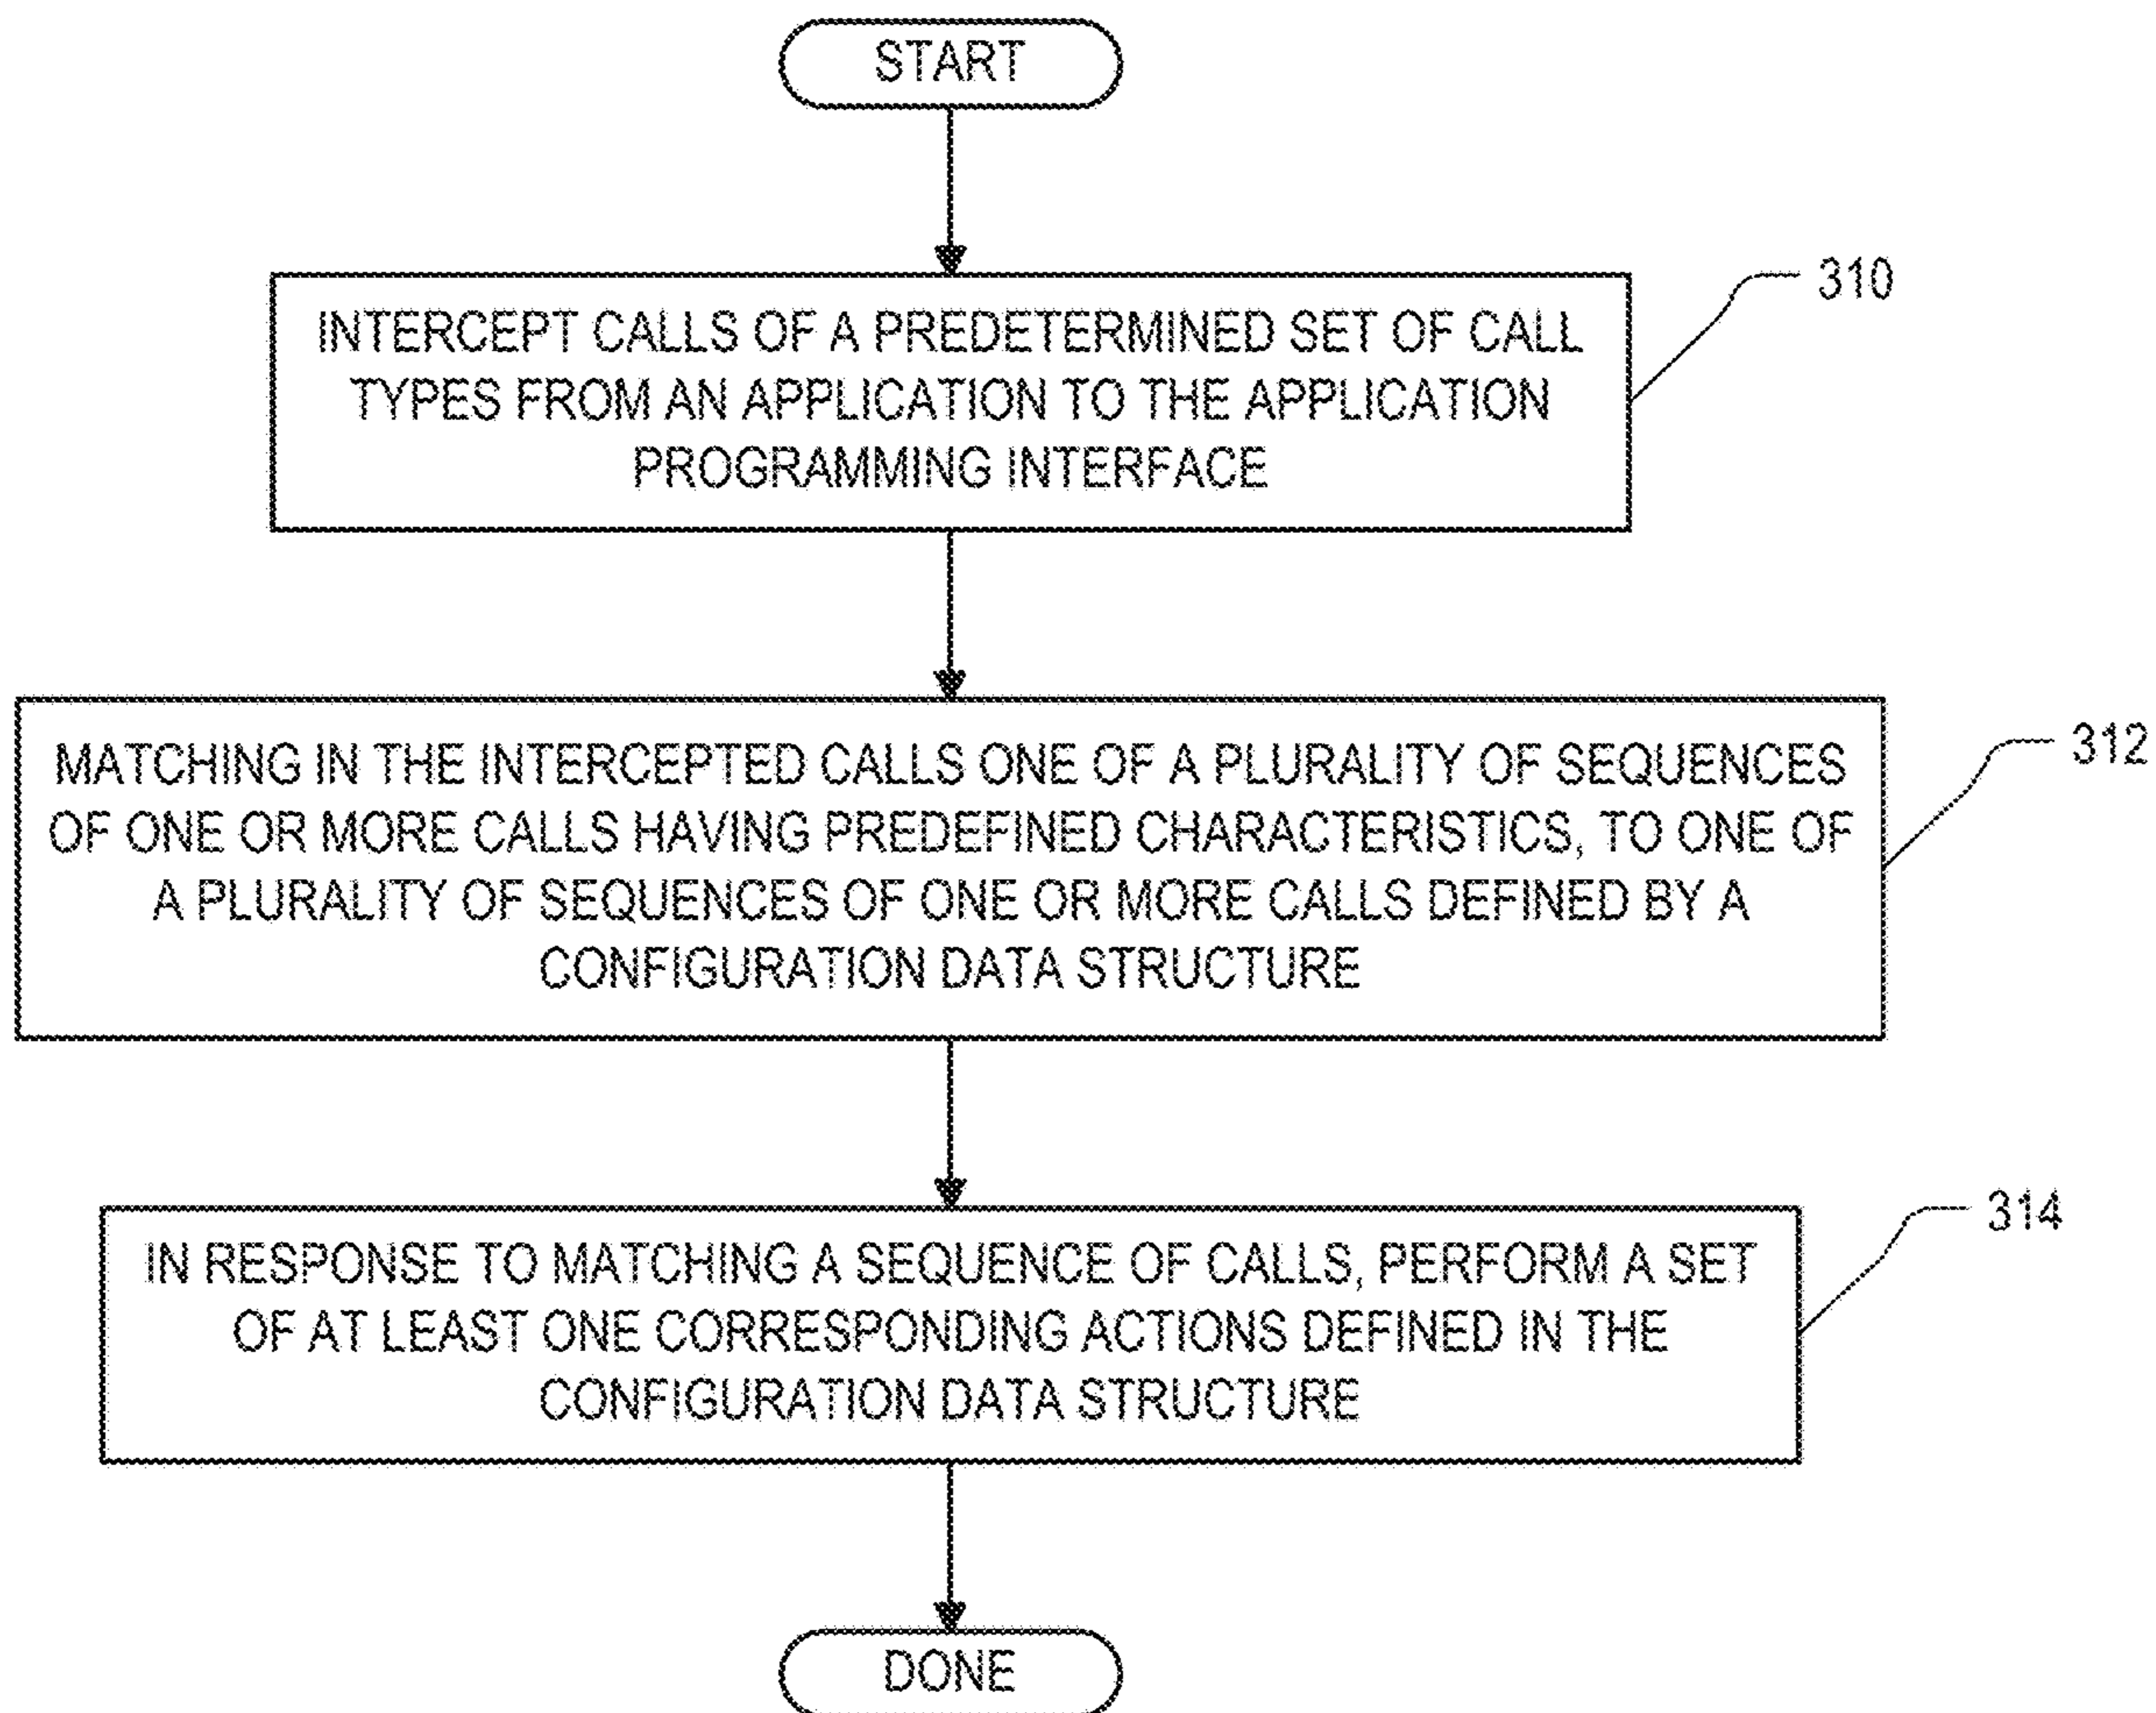 START
INTERCEPT CALLS OF A PREDETERMINED SET OF CALL
TYPES FROM AN APPLICATION TO THE APPLICATION
PROGRAMMING INTERFACE
310
MATCHING IN THE INTERCEPTED CALLS ONE OF A PLURALITY OF SEQUENCES
OF ONE OR MORE CALLS HAVING PREDEFINED CHARACTERISTICS, TO ONE OF
A PLURALITY OF SEQUENCES OF ONE OR MORE CALLS DEFINED BY A
CONFIGURATION DATA STRUCTURE
312
IN RESPONSE TO MATCHING A SEQUENCE OF CALLS, PERFORM A SET
OF AT LEAST ONE CORRESPONDING ACTIONS DEFINED IN THE
CONFIGURATION DATA STRUCTURE
314
DONE